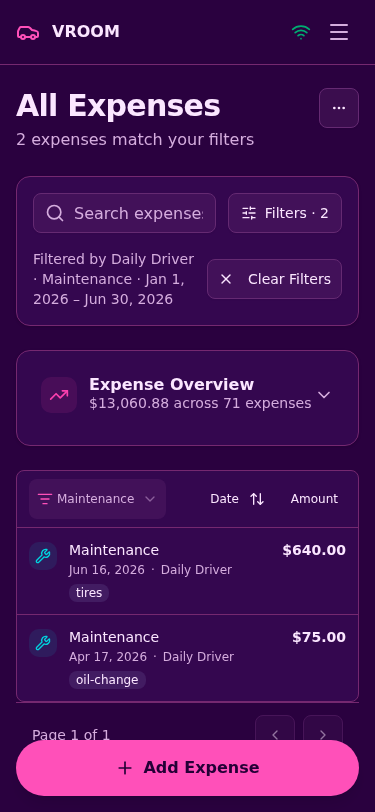 VROOM
All Expenses
2 expenses match your filters
Search expenses
Filters · 2
Filtered by Daily Driver
· Maintenance · Jan 1,
2026 – Jun 30, 2026
Clear Filters
Expense Overview
$13,060.88 across 71 expenses
Maintenance
Date
Amount
Maintenance
$640.00
Jun 16, 2026 · Daily Driver
tires
Maintenance
$75.00
Apr 17, 2026 · Daily Driver
oil-change
Page 1 of 1
Add Expense